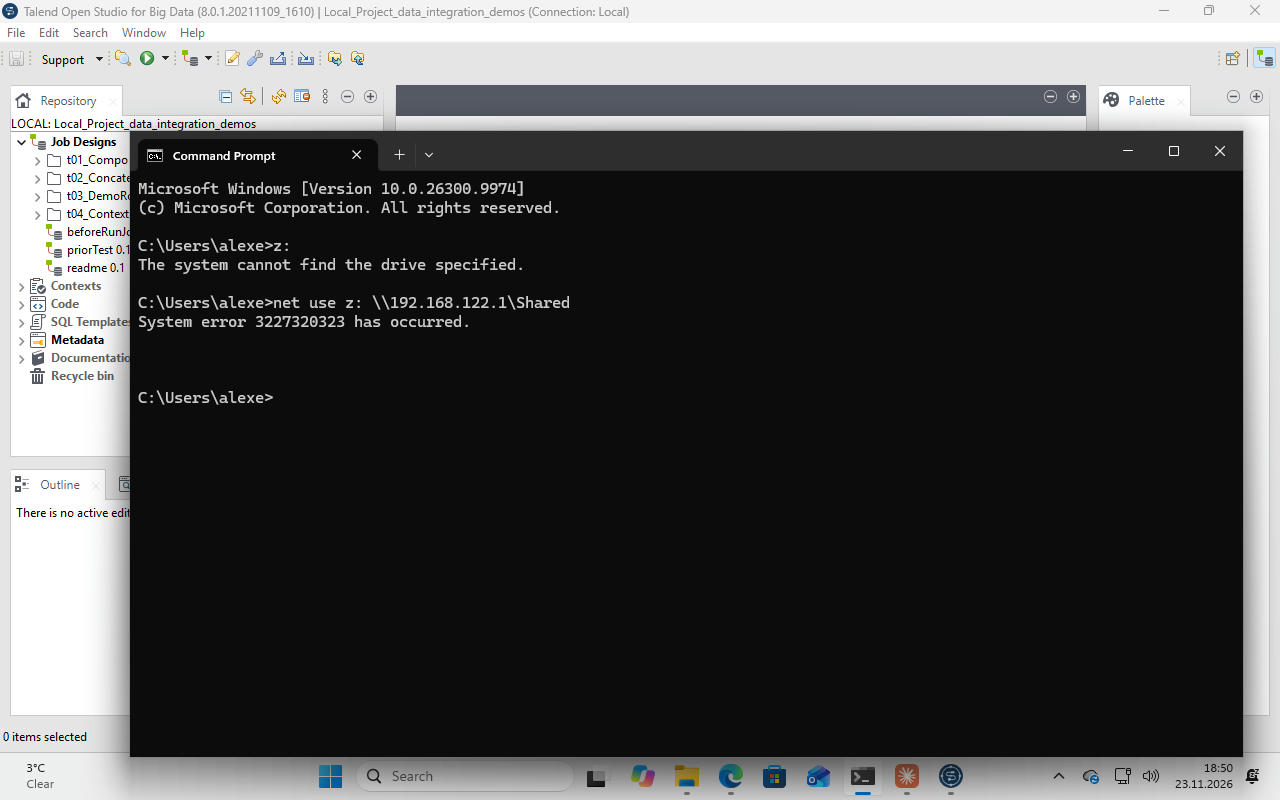 Talend Open Studio for Big Data (8.0.1.20211109_1610) | Local_Project_data_integration_demos (Connection: Local)
File Edit Search Window Help
Support
Repository
Palette
LOCAL: Local_Project_data_integration_demos
Job Designs
t01_Compo
t02_Concate
t03_DemoRo
t04_Context
beforeRunJo
priorTest 0.1
readme 0.1
Contexts
Code
SQL Templates
Metadata
Documentatio
Recycle bin
Outline
There is no active edit
0 items selected
Command Prompt
Microsoft Windows [Version 10.0.26300.9974]
(c) Microsoft Corporation. All rights reserved.
C:\Users\alexe>z:
The system cannot find the drive specified.
C:\Users\alexe>net use z: \\192.168.122.1\Shared
System error 3227320323 has occurred.
C:\Users\alexe>
3°C
Clear
Search
18:50
23.11.2026